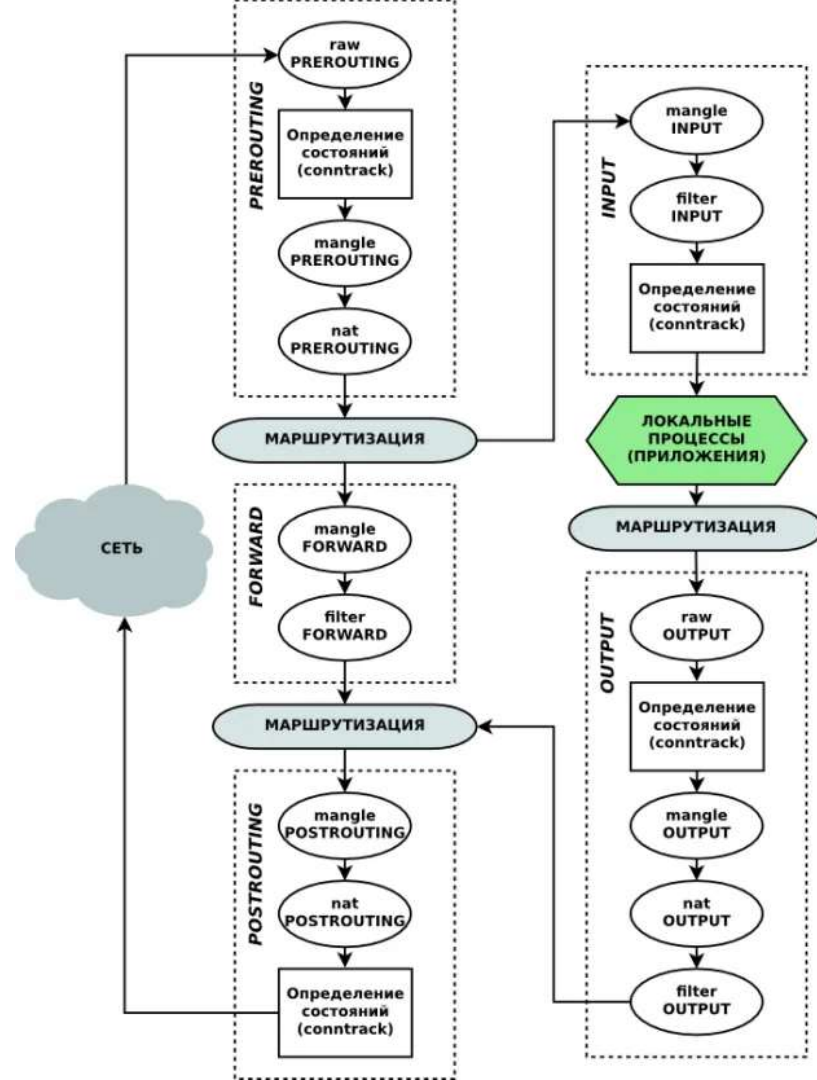 raw
PREROUTING
PREROUTING
Определение
состояний
(conntrack)
mangle
PREROUTING
nat
PREROUTING
МАРШРУТИЗАЦИЯ
СЕТЬ
FORWARD
mangle
FORWARD
filter
FORWARD
МАРШРУТИЗАЦИЯ
POSTROUTING
mangle
POSTROUTING
nat
POSTROUTING
Определение
состояний
(conntrack)
INPUT
mangle
INPUT
filter
INPUT
Определение
состояний
(conntrack)
ЛОКАЛЬНЫЕ
ПРОЦЕССЫ
(ПРИЛОЖЕНИЯ)
МАРШРУТИЗАЦИЯ
OUTPUT
raw
OUTPUT
Определение
состояний
(conntrack)
mangle
OUTPUT
nat
OUTPUT
filter
OUTPUT